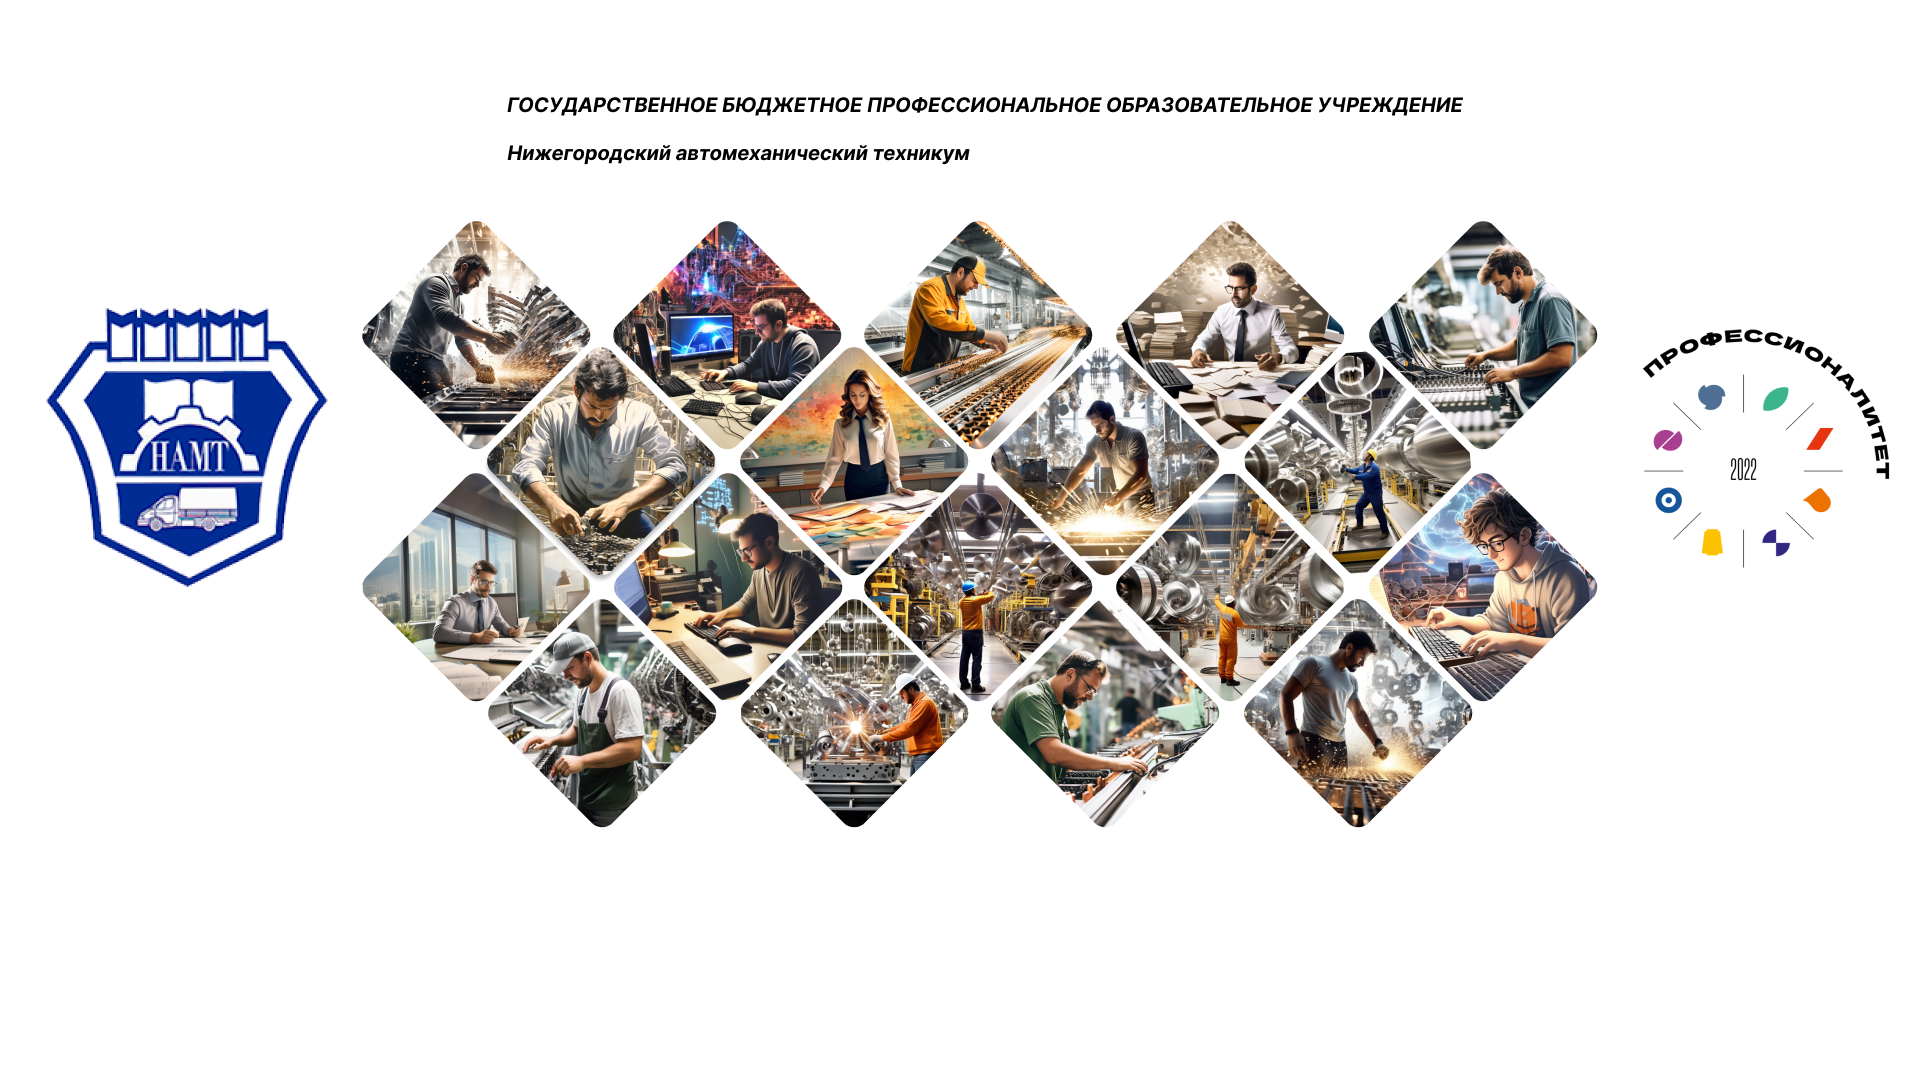 ГОСУДАРСТВЕННОЕ БЮДЖЕТНОЕ ПРОФЕССИОНАЛЬНОЕ ОБРАЗОВАТЕЛЬНОЕ УЧРЕЖДЕНИЕ
Нижегородский автомеханический техникум
НАМТ
ПРОФЕССИОНАЛИТЕТ
2022